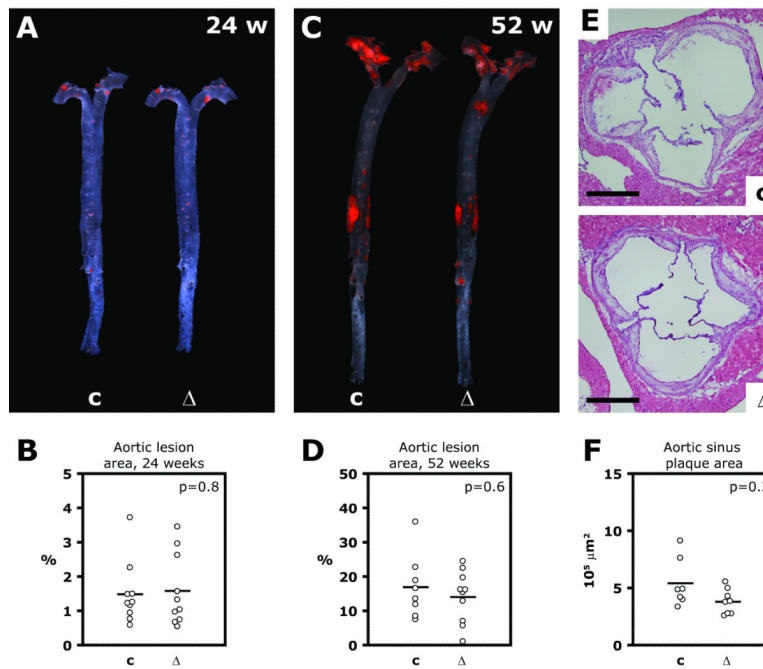 A
24 w
c
Δ
C
52 w
c
Δ
E
Δ
B
Aortic lesion
area, 24 weeks
p=0.8
5
4
3
2
1
0
%
c
Δ
D
Aortic lesion
area, 52 weeks
p=0.6
50
40
30
20
10
0
%
c
Δ
F
Aortic sinus
plaque area
15
10
5
0
10⁵ μm²
c
Δ